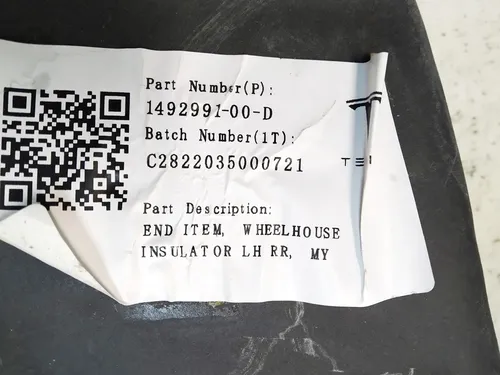 Part Number(P):
1492991-00-D
Batch Number(1T):
C2822035000721
Part Description:
END ITEM, WHEELHOUSE
INSULATOR LH RR, MY